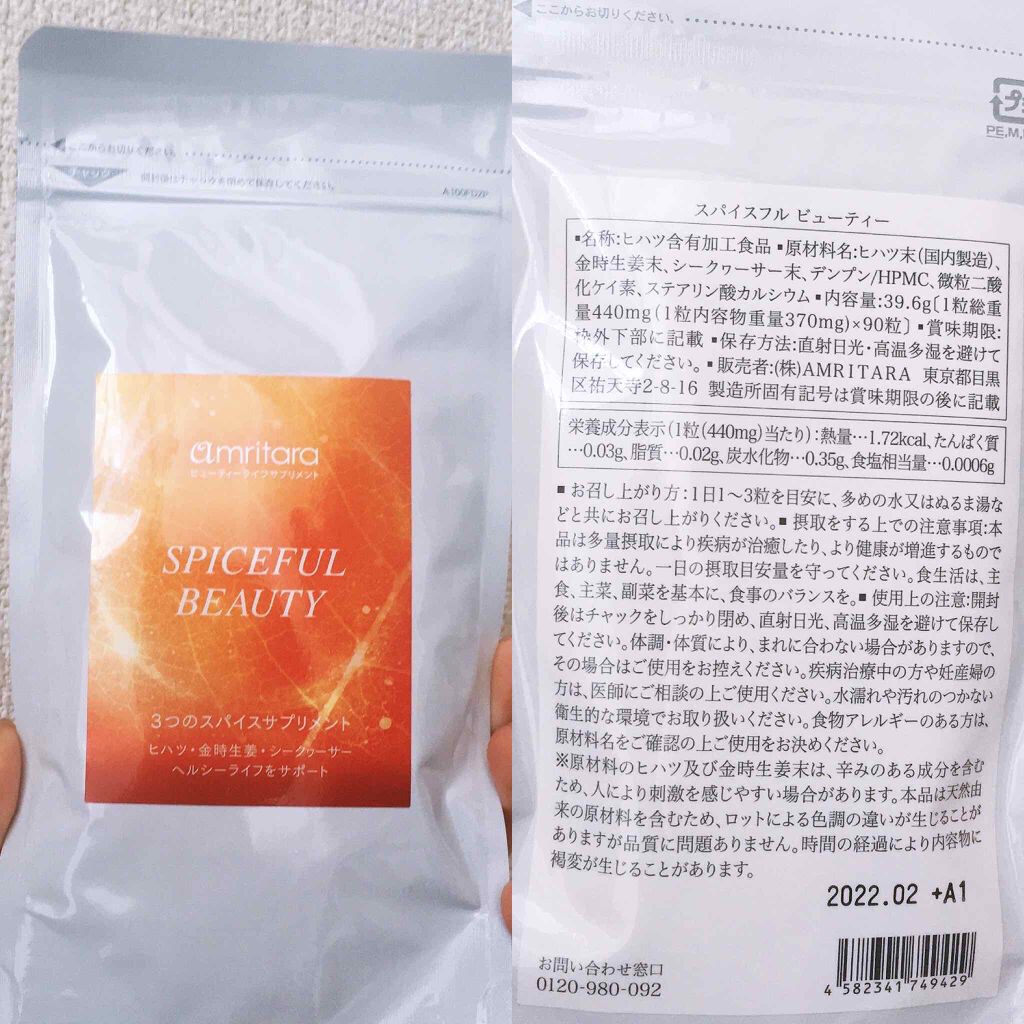 ここからお切りください。
チャック
開封後はチャックを閉めて保存してください。
A100FDZP
amritara
ビューティーライフサプリメント
SPICEFUL
BEAUTY
3つのスパイスサプリメント
ヒハツ・金時生姜・シークヮーサー
ヘルシーライフをサポート
ここからお切りください。
プ
PE,M,
スパイスフル ビューティー
▪名称:ヒハツ含有加工食品 ▪原材料名:ヒハツ末(国内製造)、
金時生姜末、シークヮーサー末、デンプン/HPMC、微粒二酸
化ケイ素、ステアリン酸カルシウム ▪内容量:39.6g〔1粒総重
量440mg(1粒内容物重量370mg)×90粒〕 ▪賞味期限:
枠外下部に記載 ▪保存方法:直射日光・高温多湿を避けて
保存してください。 ▪販売者:(株)AMRITARA 東京都目黒
区祐天寺2-8-16 製造所固有記号は賞味期限の後に記載
栄養成分表示(1粒(440mg)当たり):熱量…1.72kcal、たんぱく質
…0.03g、脂質…0.02g、炭水化物…0.35g、食塩相当量…0.0006g
▪ お召し上がり方:1日1〜3粒を目安に、多めの水又はぬるま湯な
どと共にお召し上がりください。▪ 摂取をする上での注意事項:本
品は多量摂取により疾病が治癒したり、より健康が増進するもので
はありません。一日の摂取目安量を守ってください。食生活は、主
食、主菜、副菜を基本に、食事のバランスを。▪ 使用上の注意:開封
後はチャックをしっかり閉め、直射日光、高温多湿を避けて保存し
てください。体調・体質により、まれに合わない場合がありますので、
その場合はご使用をお控えください。疾病治療中の方や妊産婦の
方は、医師にご相談の上ご使用ください。水濡れや汚れのつかない
衛生的な環境でお取り扱いください。食物アレルギーのある方は、
原材料名をご確認の上ご使用をお決めください。
※原材料のヒハツ及び金時生姜末は、辛みのある成分を含む
ため、人により刺激を感じやすい場合があります。本品は天然由
来の原材料を含むため、ロットによる色調の違いが生じることが
ありますが品質に問題ありません。時間の経過により内容物に
褐変が生じることがあります。
2022.02 +A1
お問い合わせ窓口
0120-980-092
4 582341 749429